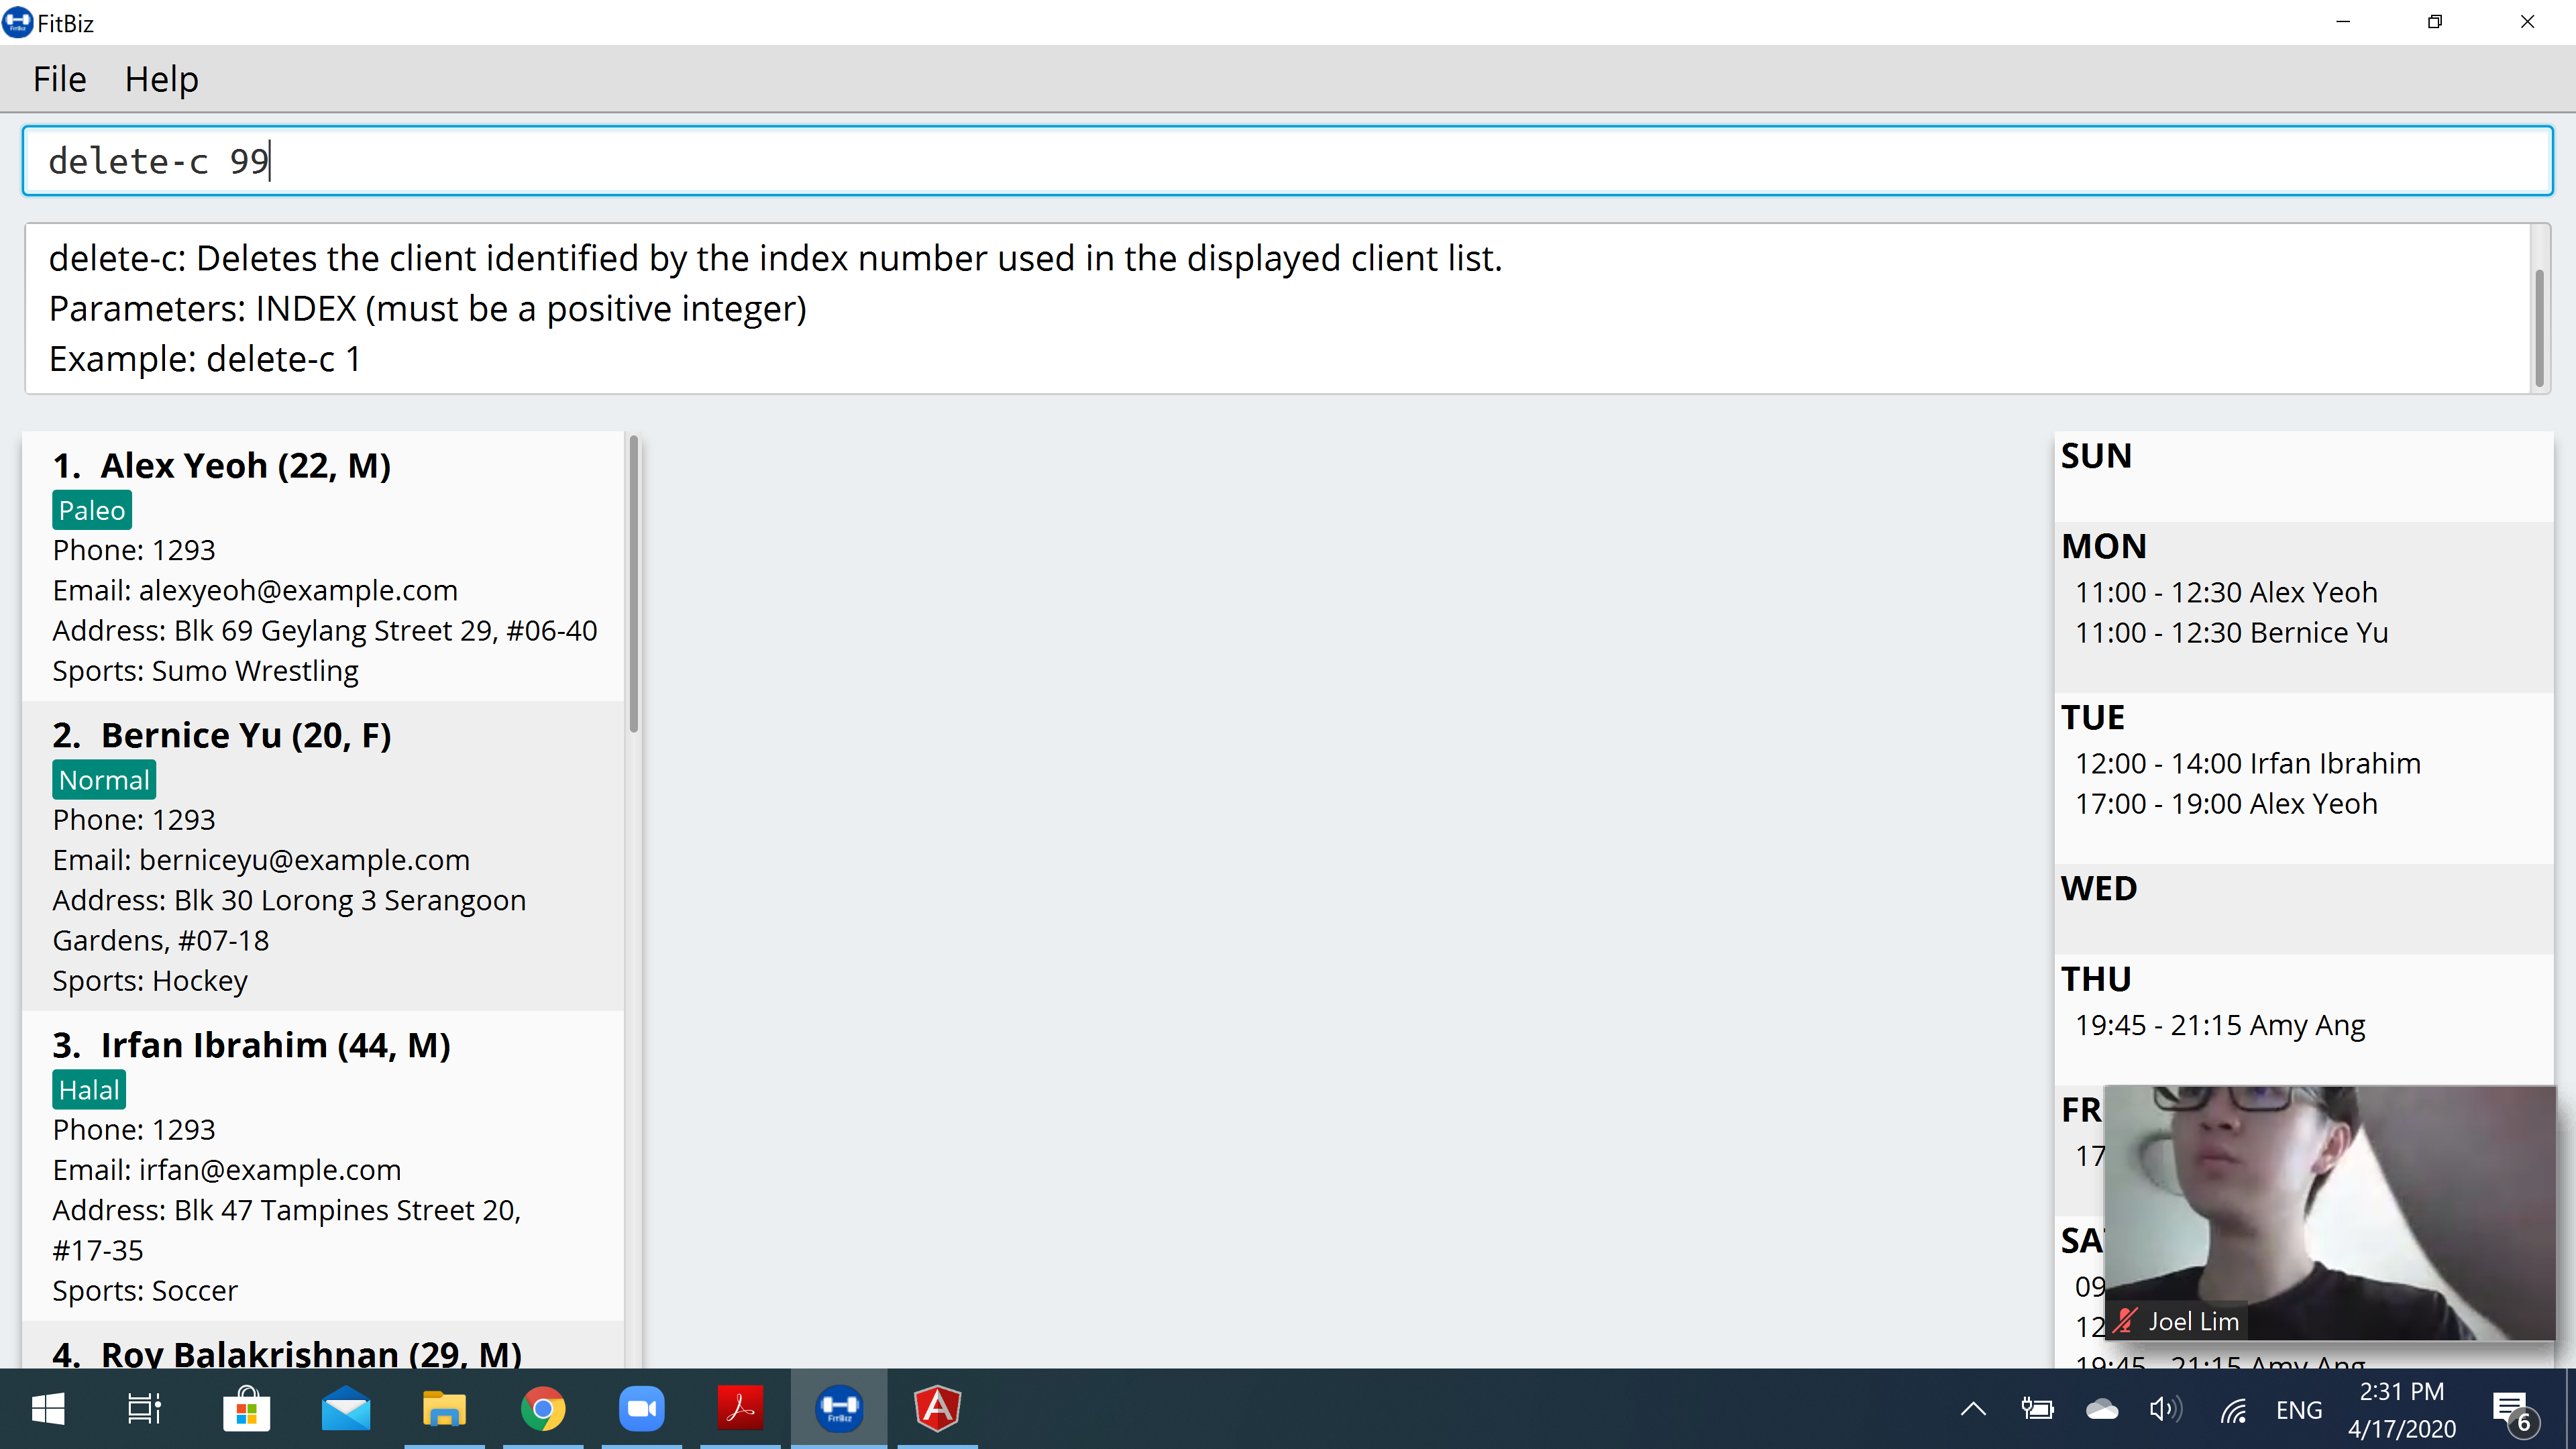 FitBiz
File Help
delete-c 99
delete-c: Deletes the client identified by the index number used in the displayed client list.
Parameters: INDEX (must be a positive integer)
Example: delete-c 1
1. Alex Yeoh (22, M)
Paleo
Phone: 1293
Email: alexyeoh@example.com
Address: Blk 69 Geylang Street 29, #06-40
Sports: Sumo Wrestling
2. Bernice Yu (20, F)
Normal
Phone: 1293
Email: berniceyu@example.com
Address: Blk 30 Lorong 3 Serangoon
Gardens, #07-18
Sports: Hockey
3. Irfan Ibrahim (44, M)
Halal
Phone: 1293
Email: irfan@example.com
Address: Blk 47 Tampines Street 20,
#17-35
Sports: Soccer
4. Roy Balakrishnan (29, M)
SUN
MON
11:00 - 12:30 Alex Yeoh
11:00 - 12:30 Bernice Yu
TUE
12:00 - 14:00 Irfan Ibrahim
17:00 - 19:00 Alex Yeoh
WED
THU
19:45 - 21:15 Amy Ang
FR
17
SA
09
12
19:45 - 21:15 Amy Ang
Joel Lim
FitBiz
ENG
2:31 PM
4/17/2020
6